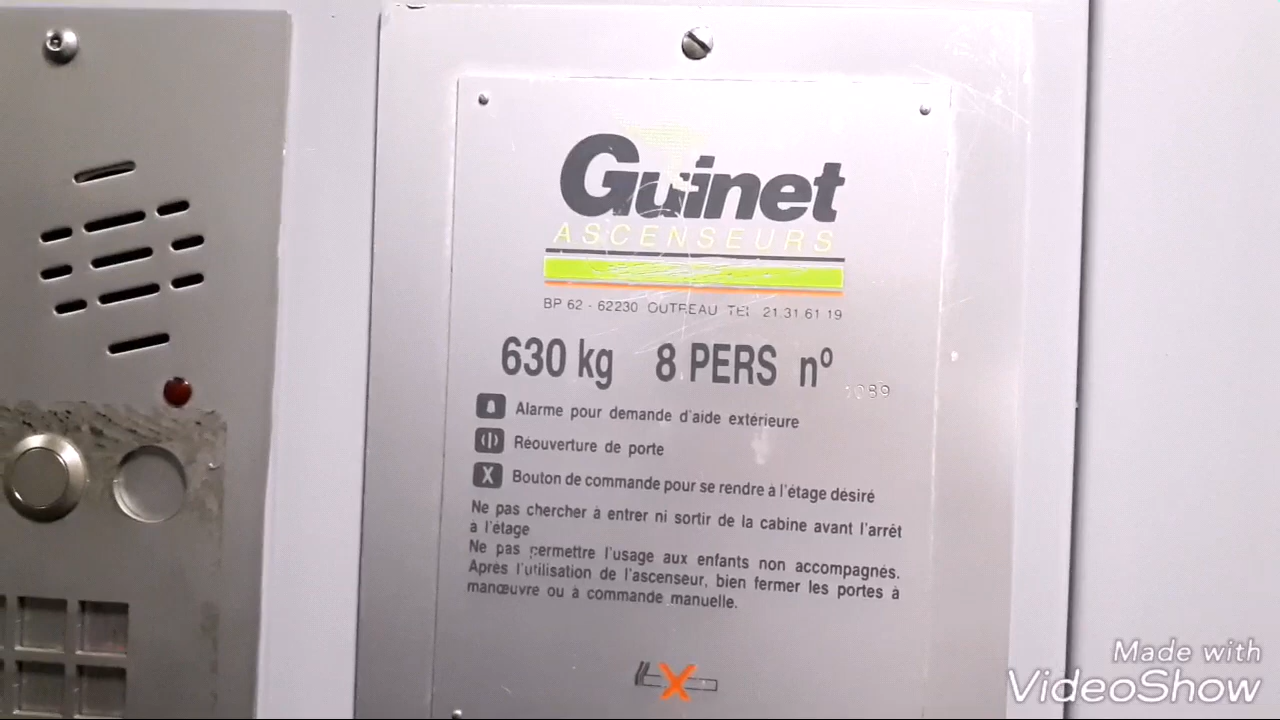 Guinet
ASCENSEURS
BP 62 - 62230 OUTREAU TEL 21.31 61 19
630 kg 8 PERS nº
Alarme pour demande d'aide extérieure
Réouverture de porte
X Bouton de commande pour se rendre à l'étage désiré
Ne pas chercher à entrer ni sortir de la cabine avant l'arrêt
à l'étage
Ne pas permettre l'usage aux enfants non accompagnés.
Après l'utilisation de l'ascenseur, bien fermer les portes à
manœuvre ou à commande manuelle.
Made with
VideoShow